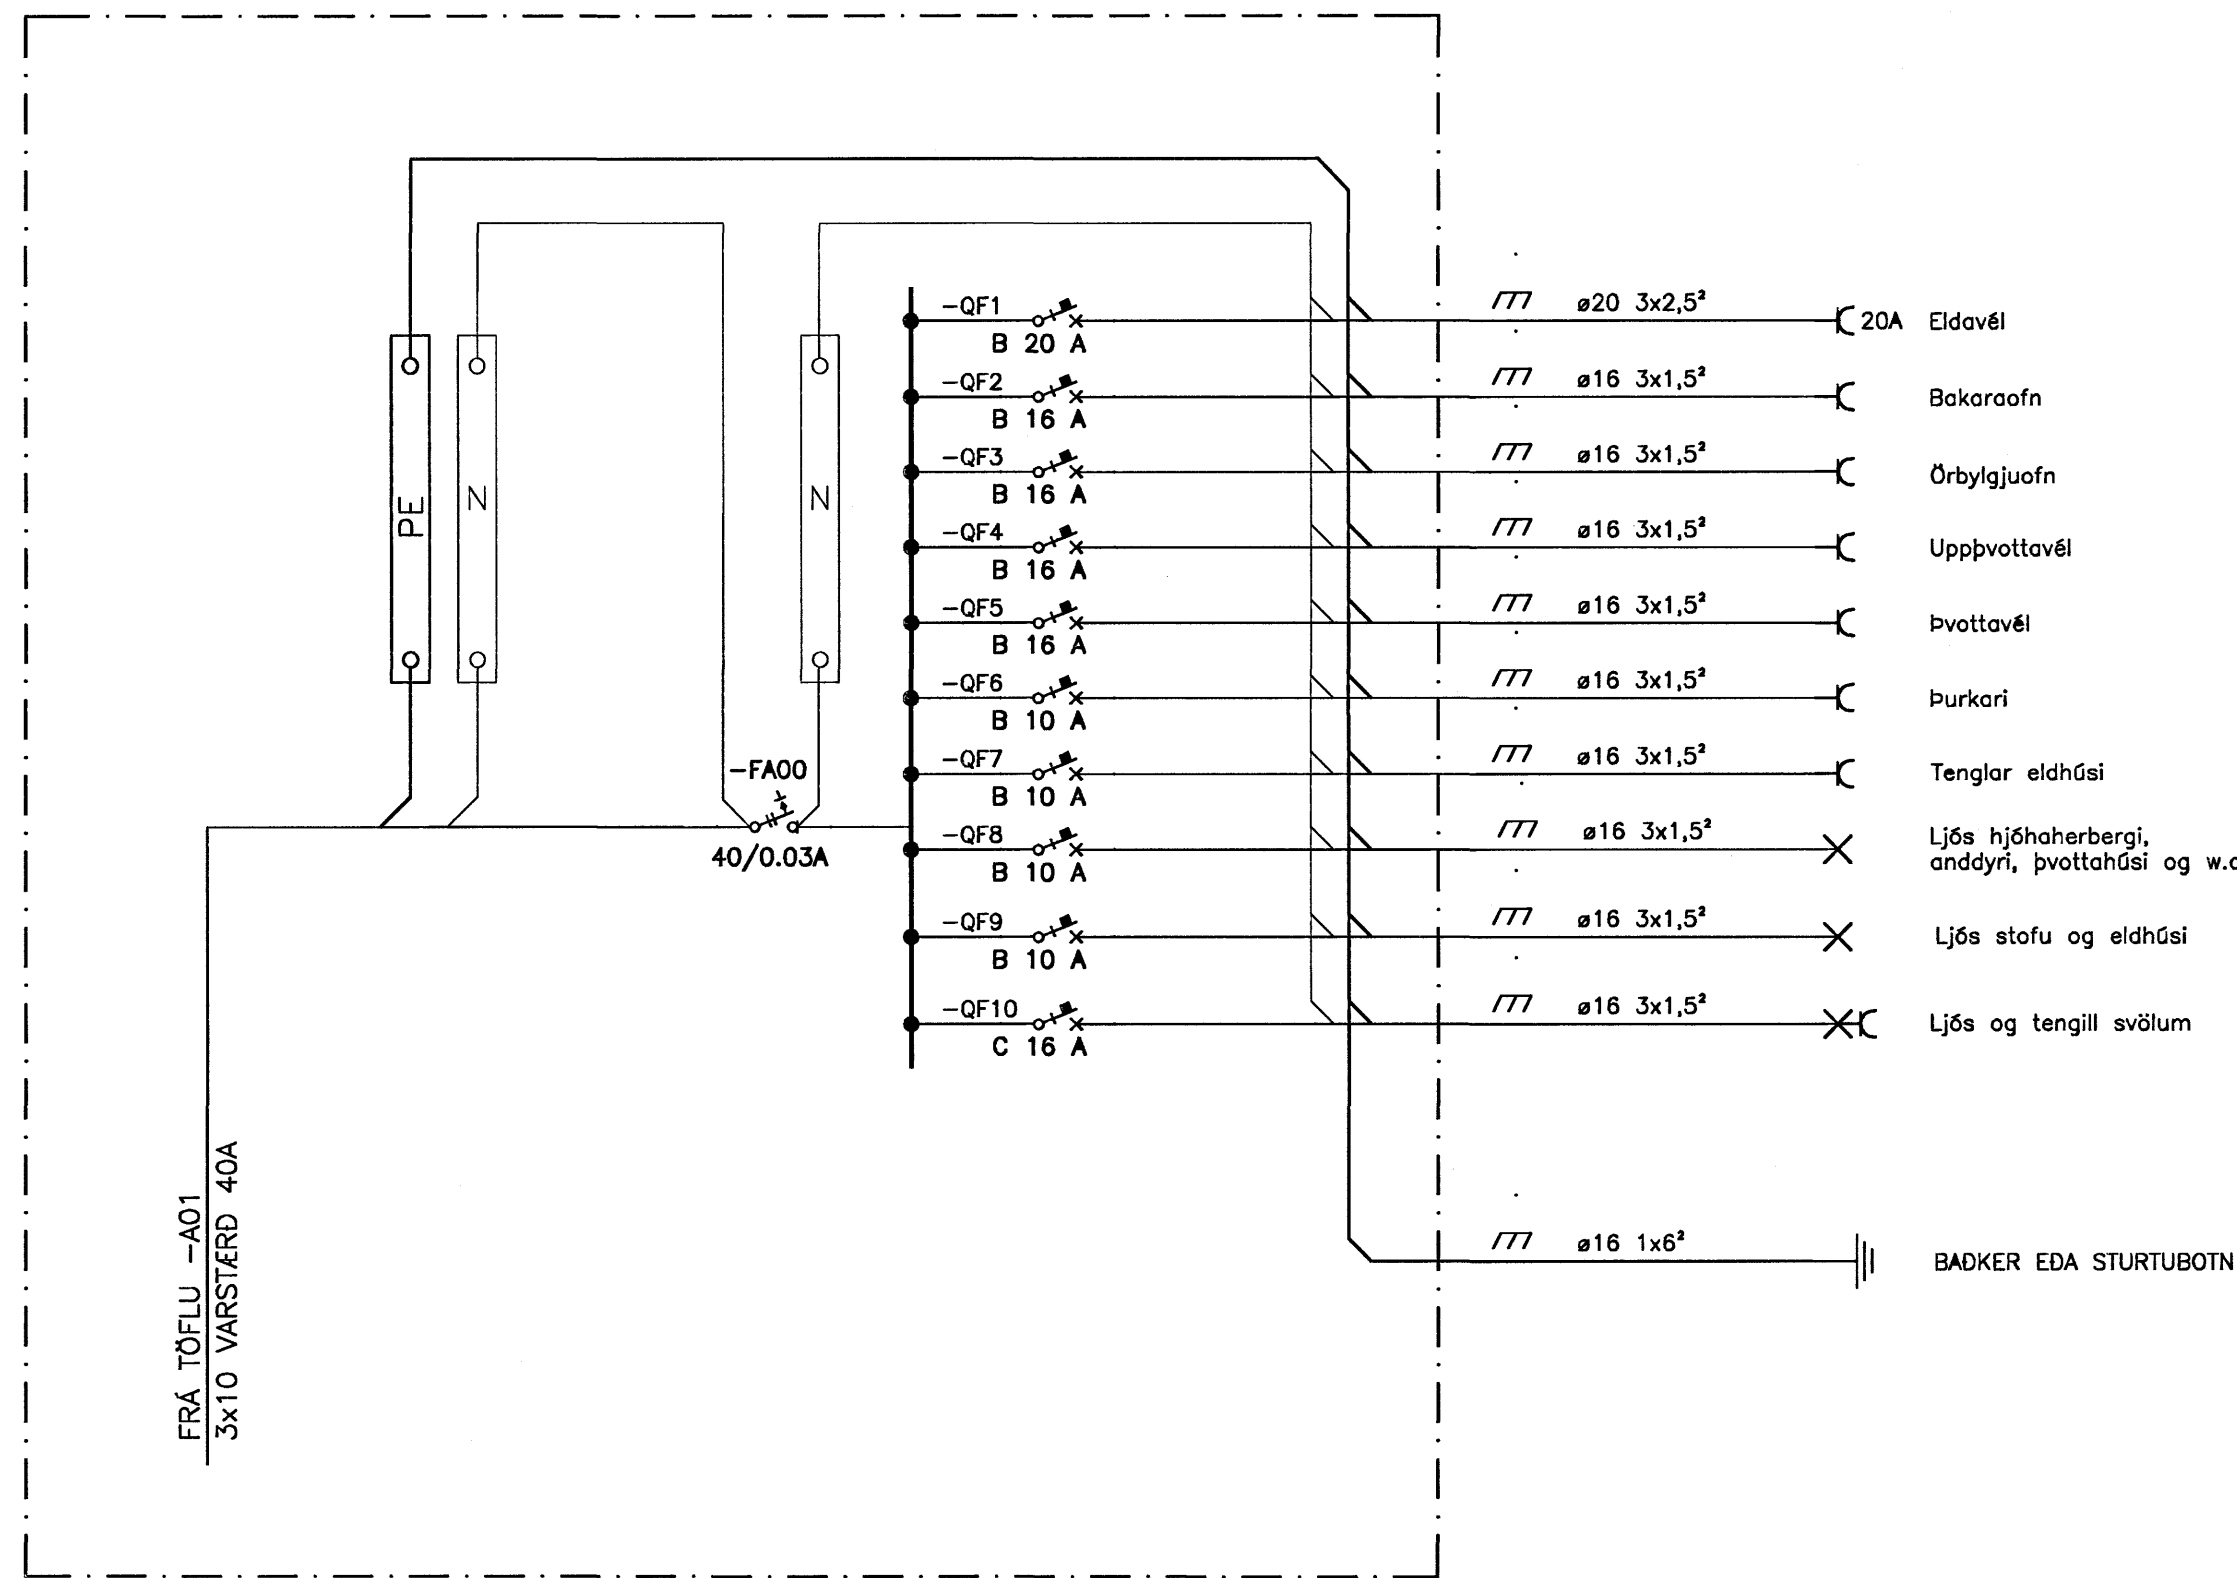 -QF1
B 20 A
ø20 3x2,5²
20A
Eldavél
-QF2
B 16 A
ø16 3x1,5²
Bakaraofn
-QF3
B 16 A
ø16 3x1,5²
Örbylgjuofn
-QF4
B 16 A
ø16 3x1,5²
Uppþvottavél
-QF5
B 16 A
ø16 3x1,5²
Þvottavél
-QF6
B 10 A
ø16 3x1,5²
Þurkari
-QF7
B 10 A
ø16 3x1,5²
Tenglar eldhúsi
-QF8
B 10 A
ø16 3x1,5²
Ljós hjóhaherbergi,
anddyri, þvottahúsi og
-QF9
B 10 A
ø16 3x1,5²
Ljós stofu og eldhúsi
-QF10
C 16 A
ø16 3x1,5²
Ljós og tengill svölum
PE
N
N
-FA00
40/0.03A
ø16 1x6²
BAÐKER EÐA STURTUBOTN
FRÁ TÖFLU -A01
3x10 VARSTÆRÐ 40A